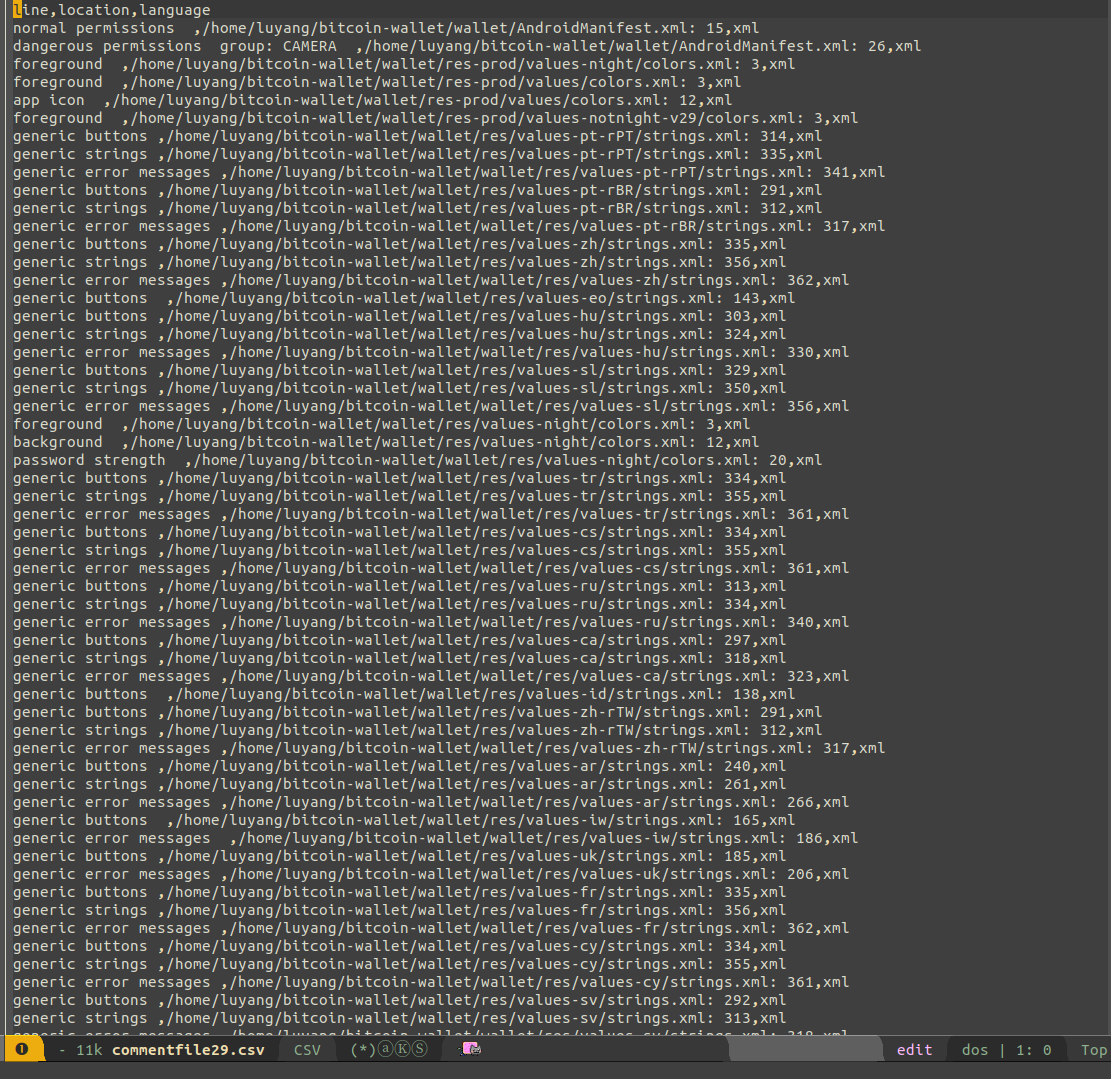 line,location,language
normal permissions  ,/home/luyang/bitcoin-wallet/wallet/AndroidManifest.xml: 15,xml
dangerous permissions  group: CAMERA  ,/home/luyang/bitcoin-wallet/wallet/AndroidManifest.xml: 26,xml
foreground  ,/home/luyang/bitcoin-wallet/wallet/res-prod/values-night/colors.xml: 3,xml
foreground  ,/home/luyang/bitcoin-wallet/wallet/res-prod/values/colors.xml: 3,xml
app icon  ,/home/luyang/bitcoin-wallet/wallet/res-prod/values/colors.xml: 12,xml
foreground  ,/home/luyang/bitcoin-wallet/wallet/res-prod/values-notnight-v29/colors.xml: 3,xml
generic buttons ,/home/luyang/bitcoin-wallet/wallet/res/values-pt-rPT/strings.xml: 314,xml
generic strings ,/home/luyang/bitcoin-wallet/wallet/res/values-pt-rPT/strings.xml: 335,xml
generic error messages ,/home/luyang/bitcoin-wallet/wallet/res/values-pt-rPT/strings.xml: 341,xml
generic buttons ,/home/luyang/bitcoin-wallet/wallet/res/values-pt-rBR/strings.xml: 291,xml
generic strings ,/home/luyang/bitcoin-wallet/wallet/res/values-pt-rBR/strings.xml: 312,xml
generic error messages ,/home/luyang/bitcoin-wallet/wallet/res/values-pt-rBR/strings.xml: 317,xml
generic buttons ,/home/luyang/bitcoin-wallet/wallet/res/values-zh/strings.xml: 335,xml
generic strings ,/home/luyang/bitcoin-wallet/wallet/res/values-zh/strings.xml: 356,xml
generic error messages ,/home/luyang/bitcoin-wallet/wallet/res/values-zh/strings.xml: 362,xml
generic buttons  ,/home/luyang/bitcoin-wallet/wallet/res/values-eo/strings.xml: 143,xml
generic buttons ,/home/luyang/bitcoin-wallet/wallet/res/values-hu/strings.xml: 303,xml
generic strings ,/home/luyang/bitcoin-wallet/wallet/res/values-hu/strings.xml: 324,xml
generic error messages ,/home/luyang/bitcoin-wallet/wallet/res/values-hu/strings.xml: 330,xml
generic buttons ,/home/luyang/bitcoin-wallet/wallet/res/values-sl/strings.xml: 329,xml
generic strings ,/home/luyang/bitcoin-wallet/wallet/res/values-sl/strings.xml: 350,xml
generic error messages ,/home/luyang/bitcoin-wallet/wallet/res/values-sl/strings.xml: 356,xml
foreground  ,/home/luyang/bitcoin-wallet/wallet/res/values-night/colors.xml: 3,xml
background  ,/home/luyang/bitcoin-wallet/wallet/res/values-night/colors.xml: 12,xml
password strength  ,/home/luyang/bitcoin-wallet/wallet/res/values-night/colors.xml: 20,xml
generic buttons ,/home/luyang/bitcoin-wallet/wallet/res/values-tr/strings.xml: 334,xml
generic strings ,/home/luyang/bitcoin-wallet/wallet/res/values-tr/strings.xml: 355,xml
generic error messages ,/home/luyang/bitcoin-wallet/wallet/res/values-tr/strings.xml: 361,xml
generic buttons ,/home/luyang/bitcoin-wallet/wallet/res/values-cs/strings.xml: 334,xml
generic strings ,/home/luyang/bitcoin-wallet/wallet/res/values-cs/strings.xml: 355,xml
generic error messages ,/home/luyang/bitcoin-wallet/wallet/res/values-cs/strings.xml: 361,xml
generic buttons ,/home/luyang/bitcoin-wallet/wallet/res/values-ru/strings.xml: 313,xml
generic strings ,/home/luyang/bitcoin-wallet/wallet/res/values-ru/strings.xml: 334,xml
generic error messages ,/home/luyang/bitcoin-wallet/wallet/res/values-ru/strings.xml: 340,xml
generic buttons ,/home/luyang/bitcoin-wallet/wallet/res/values-ca/strings.xml: 297,xml
generic strings ,/home/luyang/bitcoin-wallet/wallet/res/values-ca/strings.xml: 318,xml
generic error messages ,/home/luyang/bitcoin-wallet/wallet/res/values-ca/strings.xml: 323,xml
generic buttons  ,/home/luyang/bitcoin-wallet/wallet/res/values-id/strings.xml: 138,xml
generic buttons ,/home/luyang/bitcoin-wallet/wallet/res/values-zh-rTW/strings.xml: 291,xml
generic strings ,/home/luyang/bitcoin-wallet/wallet/res/values-zh-rTW/strings.xml: 312,xml
generic error messages ,/home/luyang/bitcoin-wallet/wallet/res/values-zh-rTW/strings.xml: 317,xml
generic buttons ,/home/luyang/bitcoin-wallet/wallet/res/values-ar/strings.xml: 240,xml
generic strings ,/home/luyang/bitcoin-wallet/wallet/res/values-ar/strings.xml: 261,xml
generic error messages ,/home/luyang/bitcoin-wallet/wallet/res/values-ar/strings.xml: 266,xml
generic buttons  ,/home/luyang/bitcoin-wallet/wallet/res/values-iw/strings.xml: 165,xml
generic error messages  ,/home/luyang/bitcoin-wallet/wallet/res/values-iw/strings.xml: 186,xml
generic buttons ,/home/luyang/bitcoin-wallet/wallet/res/values-uk/strings.xml: 185,xml
generic error messages ,/home/luyang/bitcoin-wallet/wallet/res/values-uk/strings.xml: 206,xml
generic buttons ,/home/luyang/bitcoin-wallet/wallet/res/values-fr/strings.xml: 335,xml
generic strings ,/home/luyang/bitcoin-wallet/wallet/res/values-fr/strings.xml: 356,xml
generic error messages ,/home/luyang/bitcoin-wallet/wallet/res/values-fr/strings.xml: 362,xml
generic buttons ,/home/luyang/bitcoin-wallet/wallet/res/values-cy/strings.xml: 334,xml
generic strings ,/home/luyang/bitcoin-wallet/wallet/res/values-cy/strings.xml: 355,xml
generic error messages ,/home/luyang/bitcoin-wallet/wallet/res/values-cy/strings.xml: 361,xml
generic buttons ,/home/luyang/bitcoin-wallet/wallet/res/values-sv/strings.xml: 292,xml
generic strings ,/home/luyang/bitcoin-wallet/wallet/res/values-sv/strings.xml: 313,xml
❶ - 11k commentfile29.csv CSV (*)ⓐⓀⓈ edit dos | 1: 0 Top